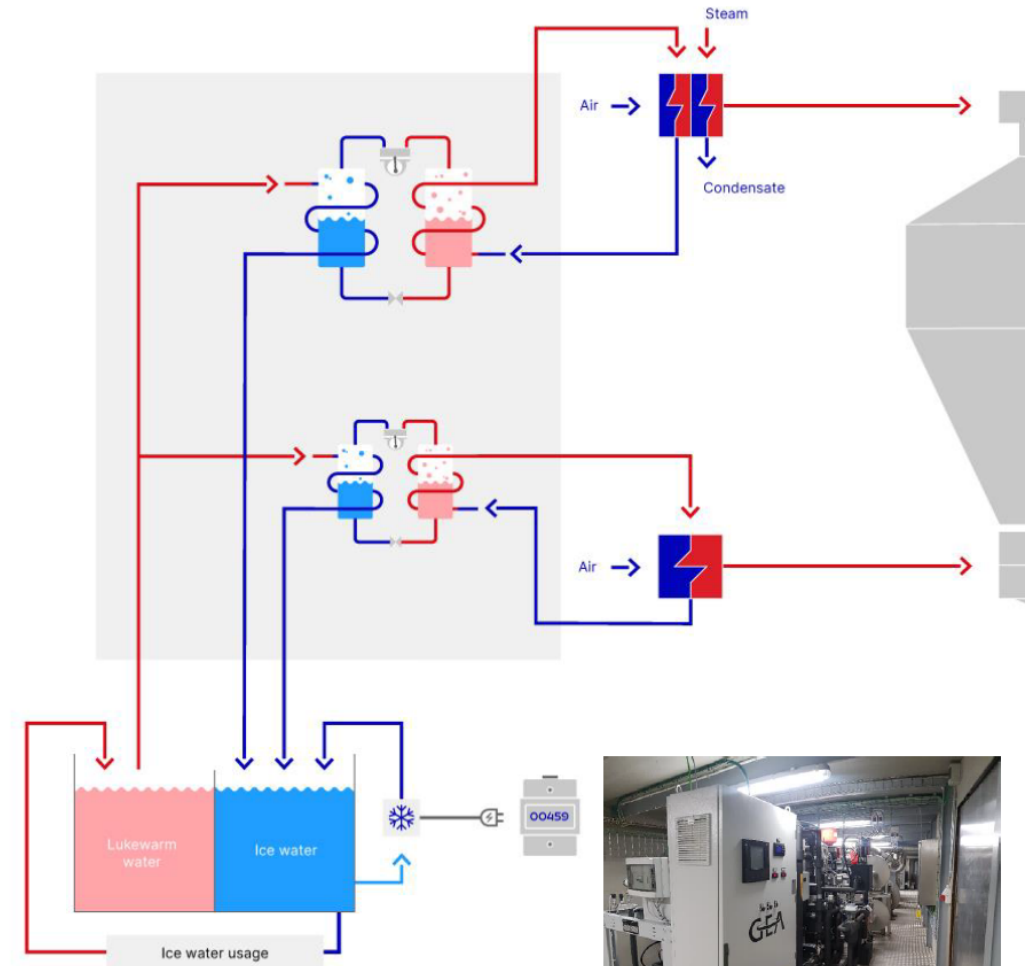 Steam
Air
Condensate
Air
Lukewarm
water
Ice water
00459
Ice water usage
GEA